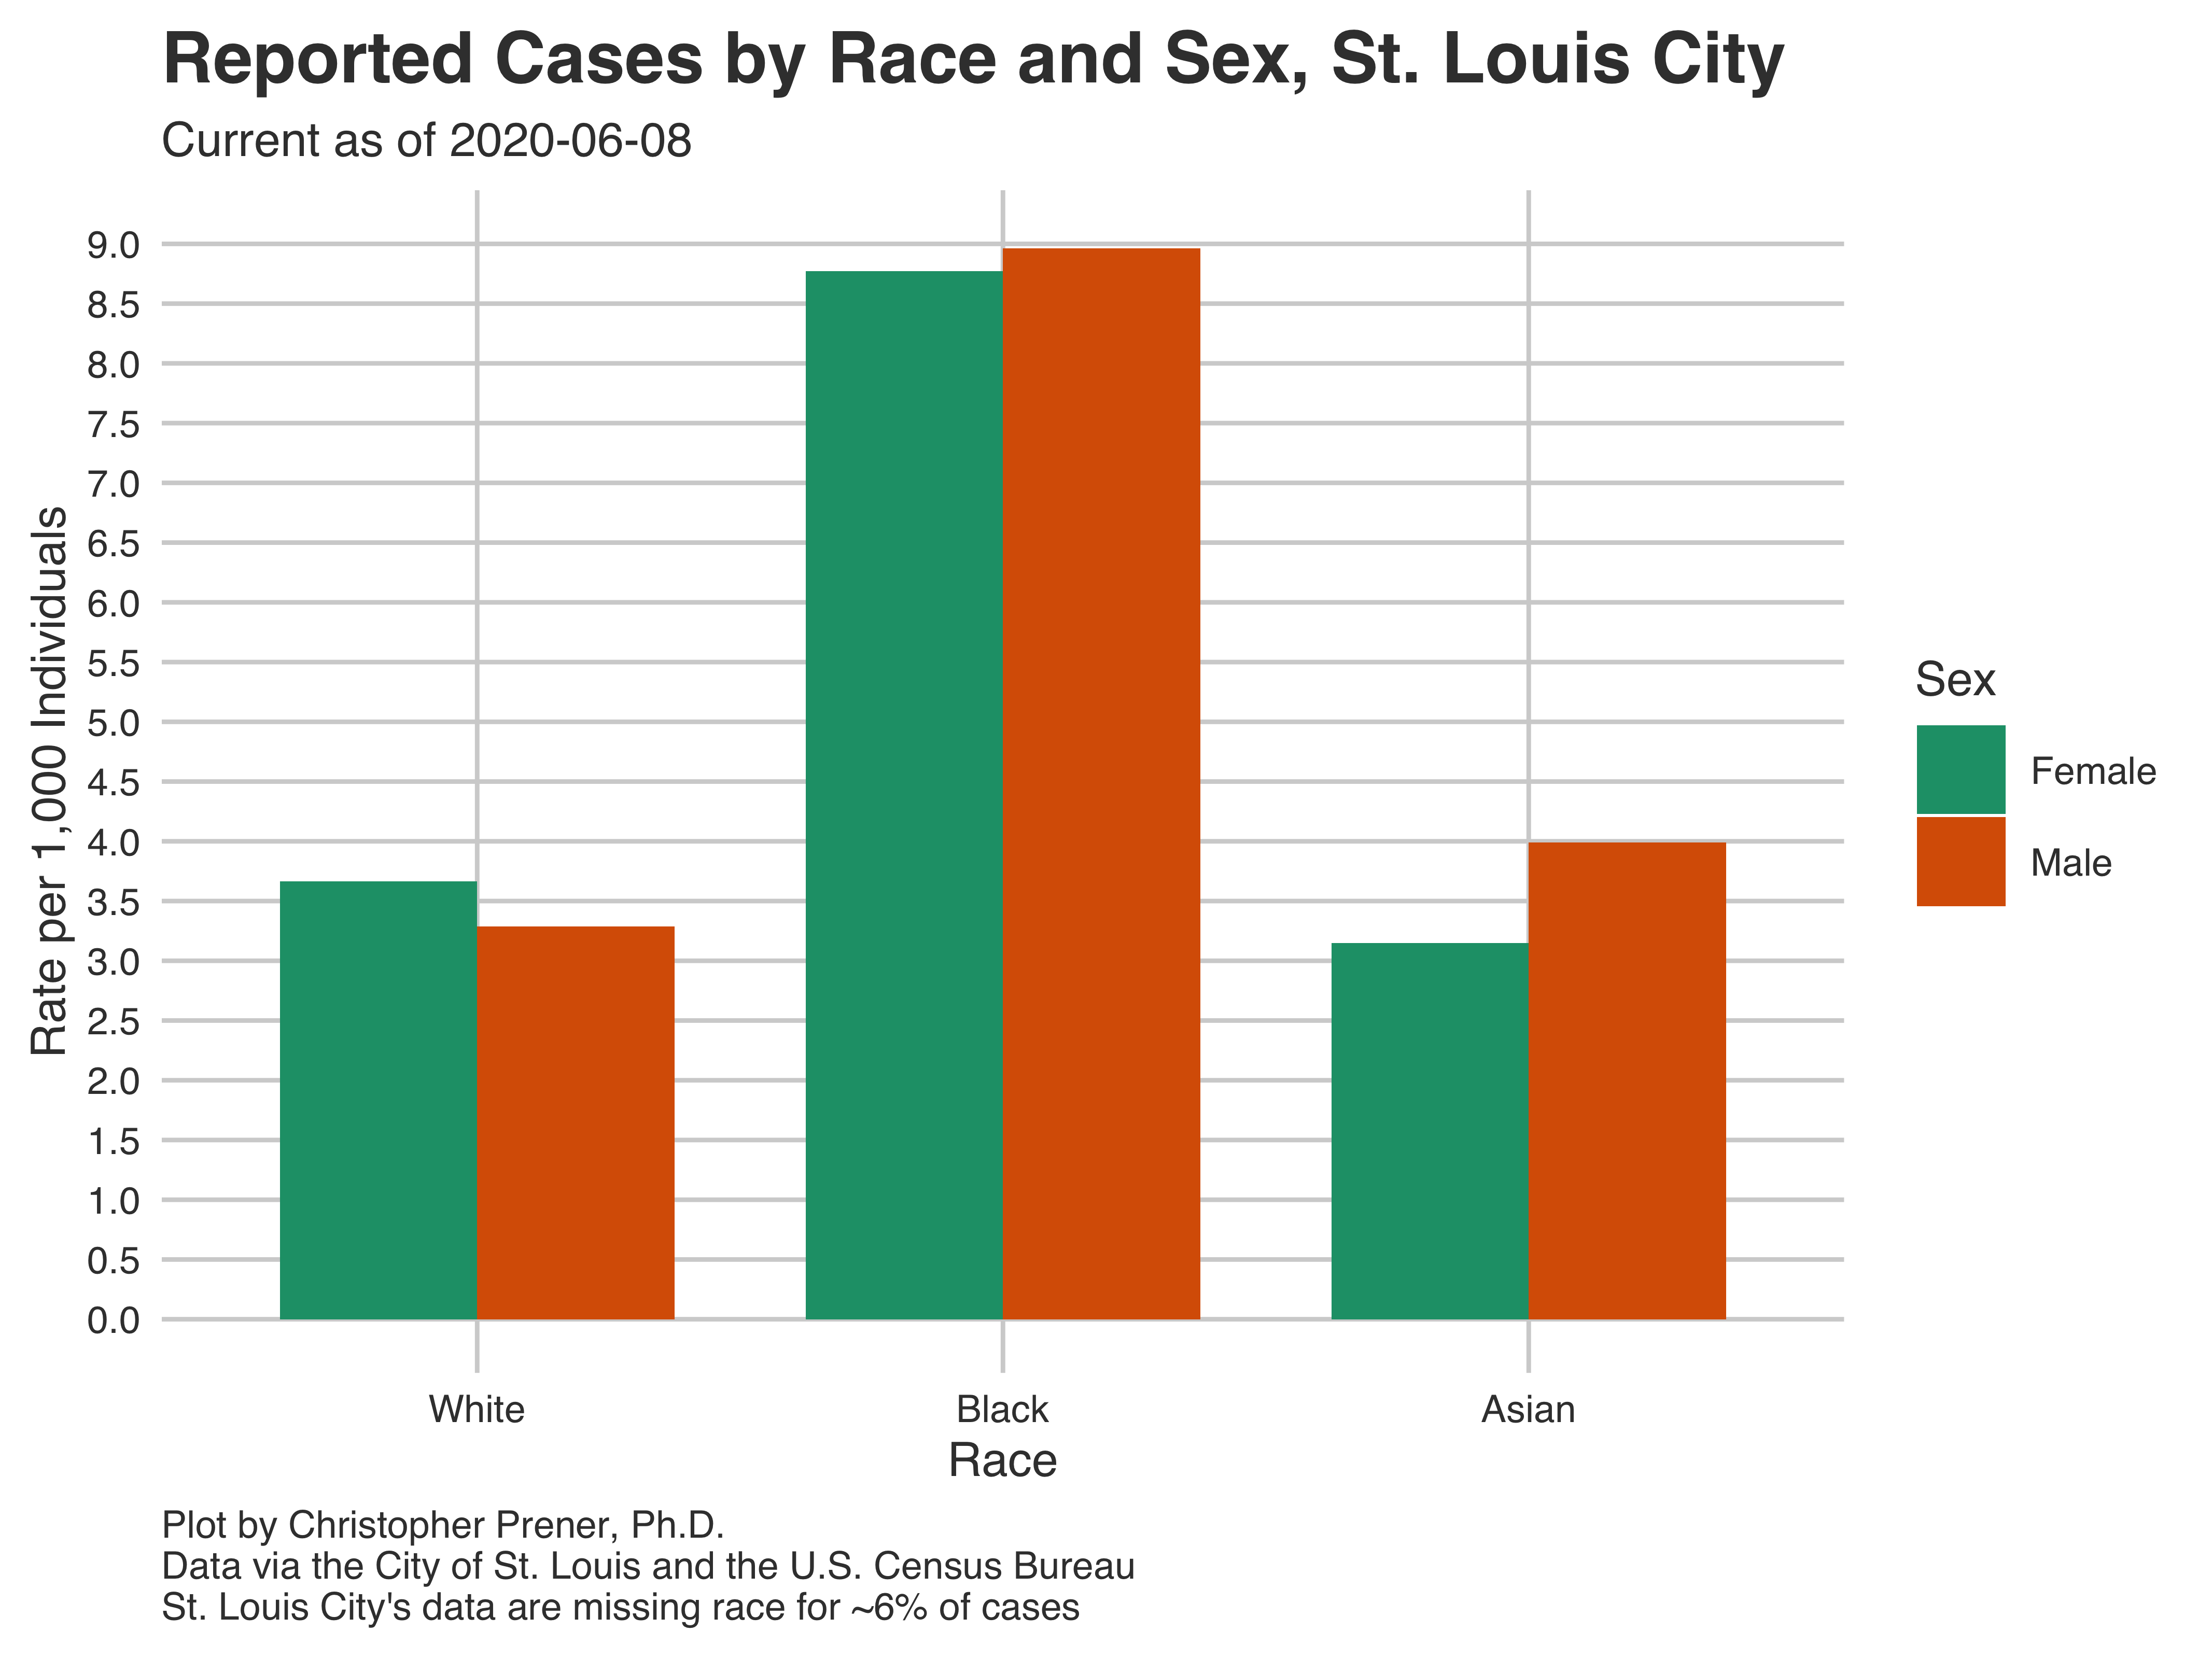 Reported Cases by Race and Sex, St. Louis City
Current as of 2020-06-08
Rate per 1,000 Individuals
9.0
8.5
8.0
7.5
7.0
6.5
6.0
5.5
5.0
4.5
4.0
3.5
3.0
2.5
2.0
1.5
1.0
0.5
0.0
White
Black
Asian
Race
Sex
Female
Male
Plot by Christopher Prener, Ph.D.
Data via the City of St. Louis and the U.S. Census Bureau
St. Louis City's data are missing race for ~6% of cases